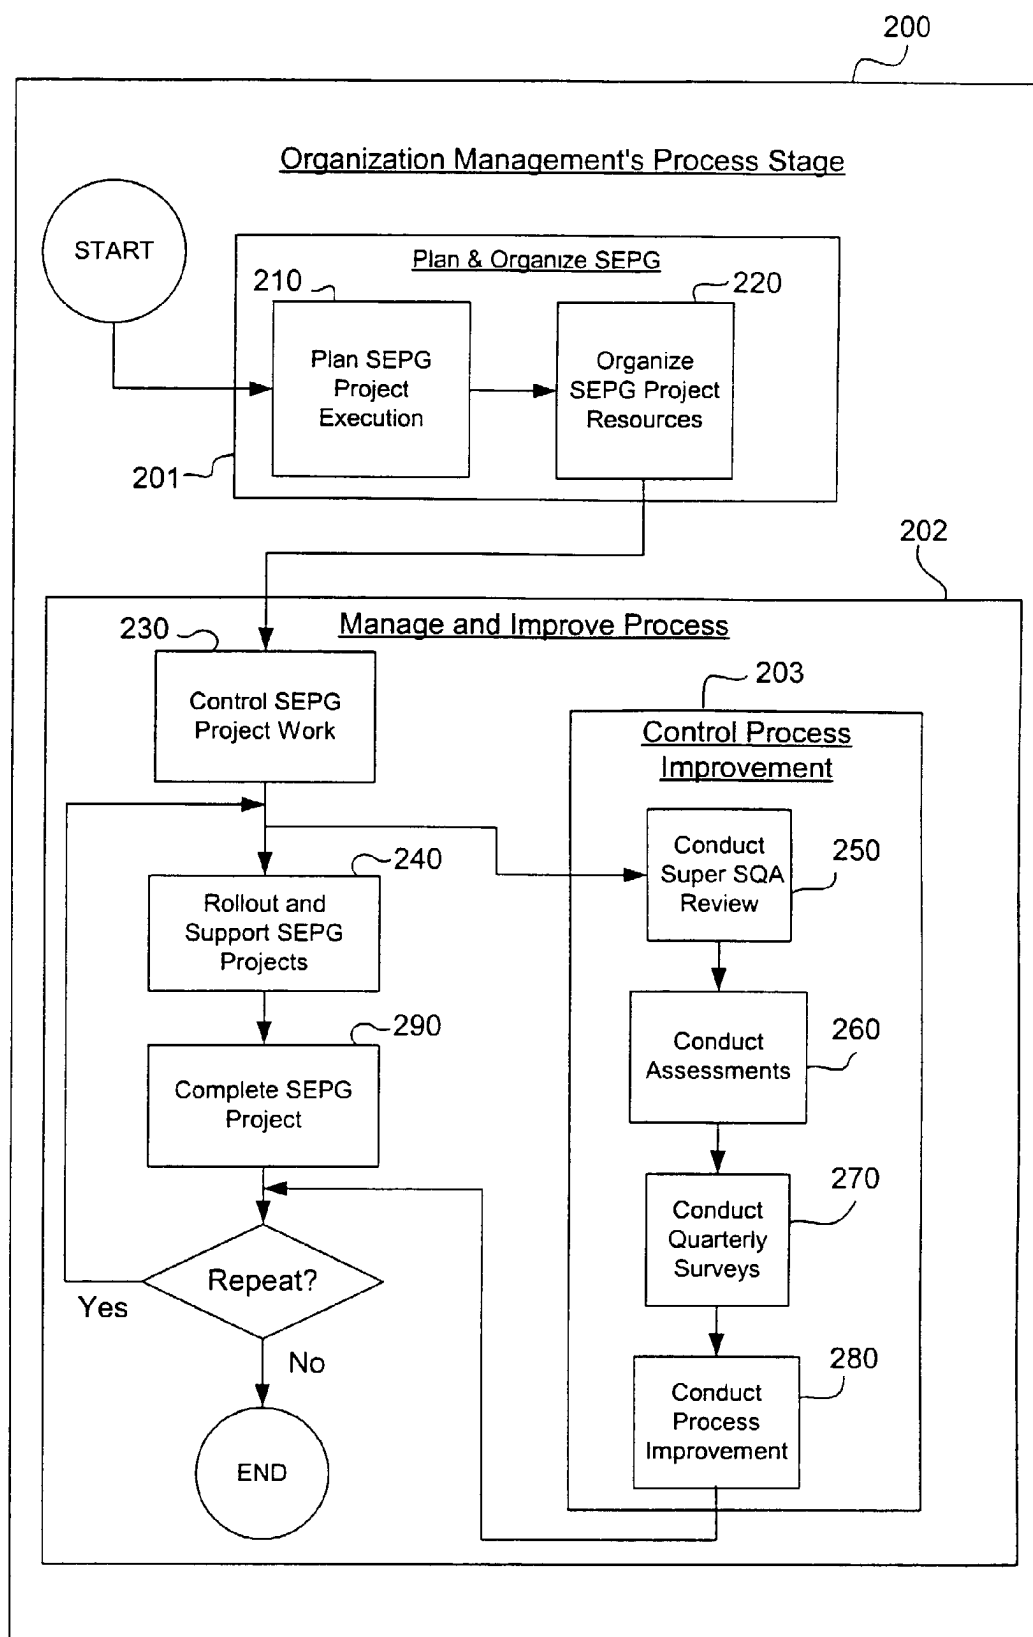 200
Organization Management's Process Stage
START
Plan & Organize SEPG
210
220
Plan SEPG
Project
Execution
Organize
SEPG Project
Resources
201
202
Manage and Improve Process
230
Control SEPG
Project Work
203
Control Process
Improvement
Conduct
Super SQA
Review
250
240
Rollout and
Support SEPG
Projects
Conduct
Assessments
260
290
Complete SEPG
Project
Conduct
Quarterly
Surveys
270
Repeat?
Yes
No
Conduct
Process
Improvement
280
END